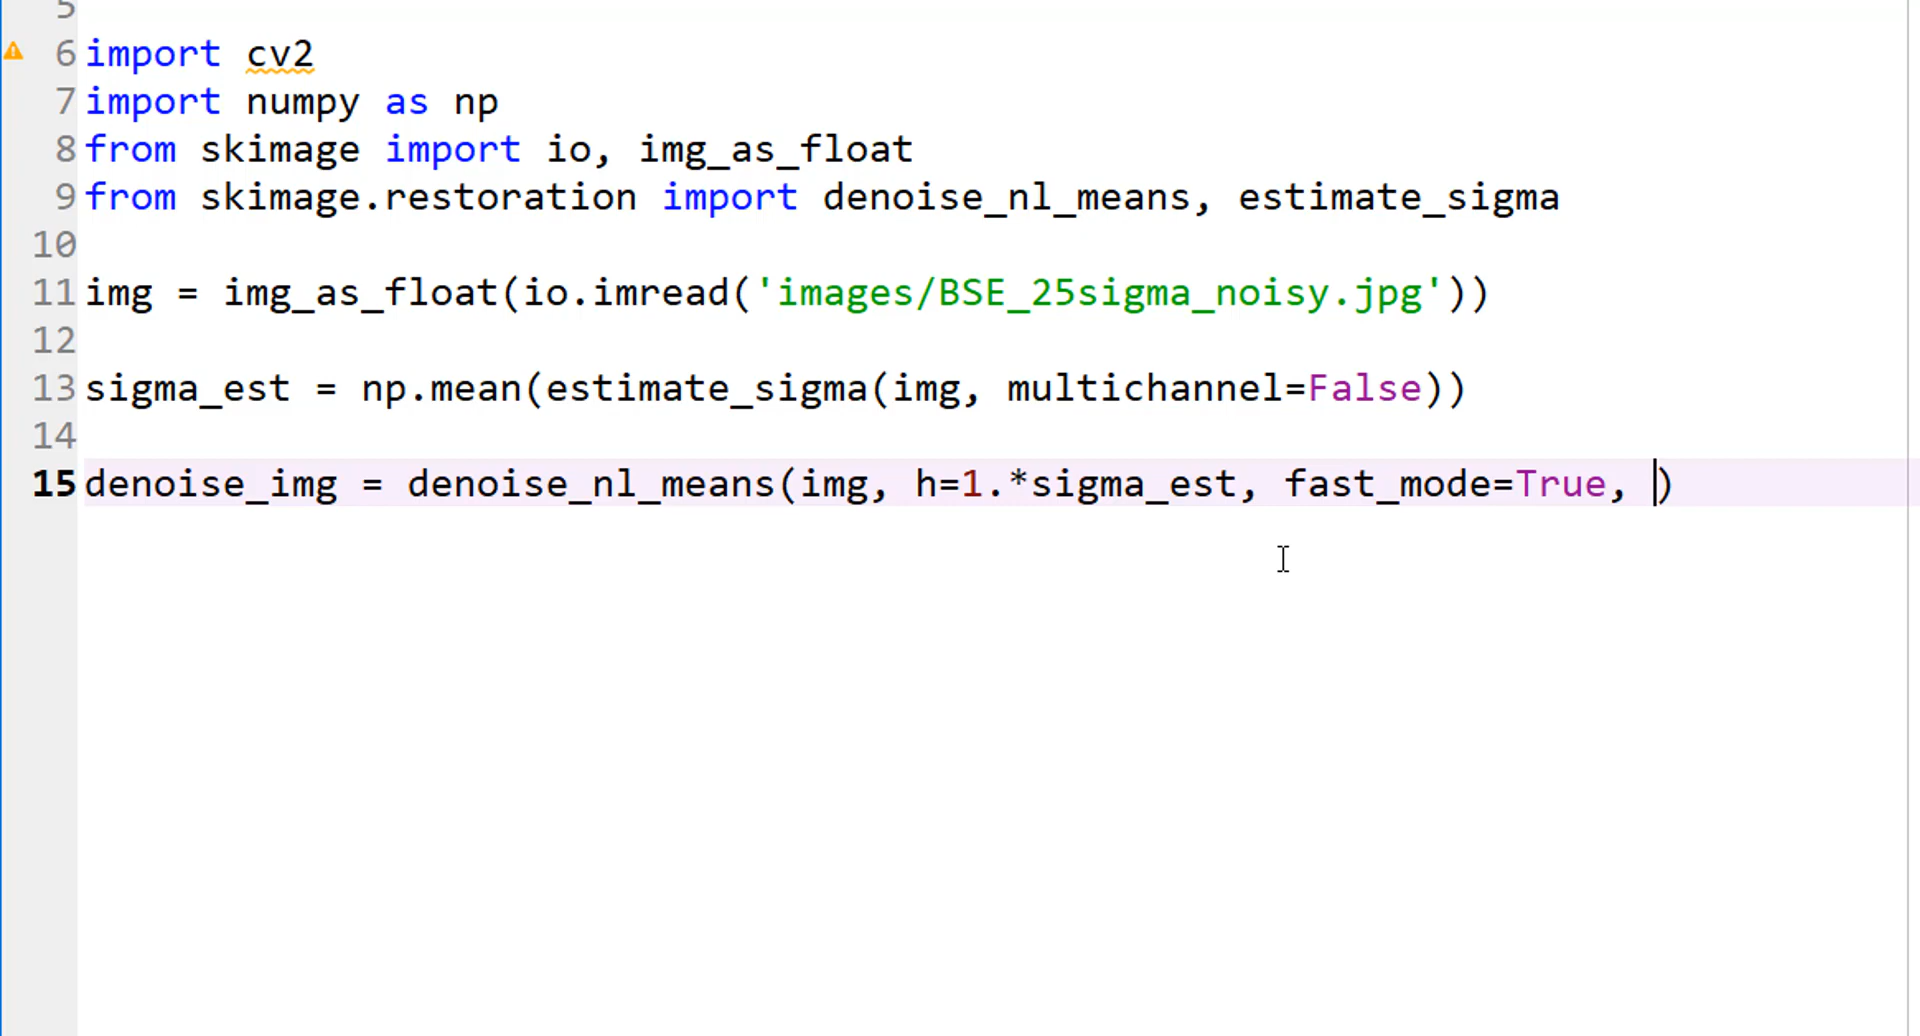 5
6 import cv2
7 import numpy as np
8 from skimage import io, img_as_float
9 from skimage.restoration import denoise_nl_means, estimate_sigma
10
11 img = img_as_float(io.imread('images/BSE_25sigma_noisy.jpg'))
12
13 sigma_est = np.mean(estimate_sigma(img, multichannel=False))
14
15 denoise_img = denoise_nl_means(img, h=1.*sigma_est, fast_mode=True, )